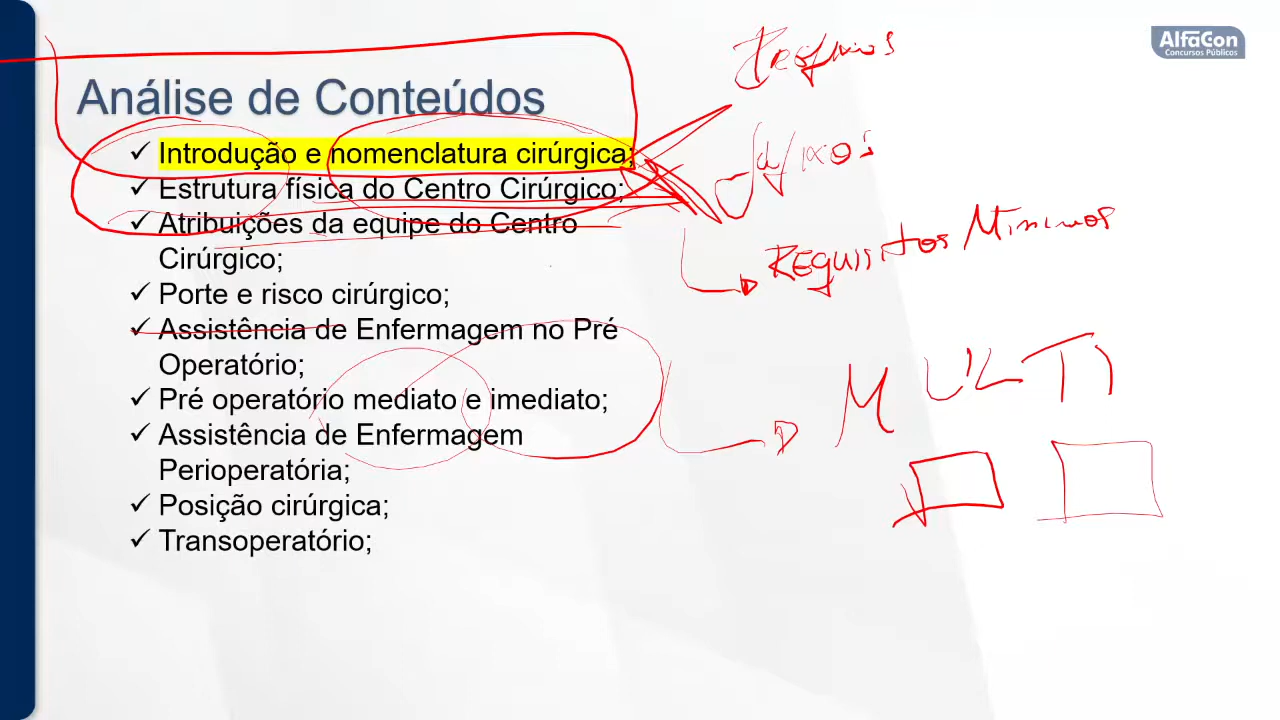 AlfaCon
Concursos Públicos
Análise de Conteúdos
✓ Introdução e nomenclatura cirúrgica;
✓ Estrutura física do Centro Cirúrgico;
✓ Atribuições da equipe do Centro
Cirúrgico;
✓ Porte e risco cirúrgico;
✓ Assistência de Enfermagem no Pré
Operatório;
✓ Pré operatório mediato e imediato;
✓ Assistência de Enfermagem
Perioperatória;
✓ Posição cirúrgica;
✓ Transoperatório;
REQUISITOS MÍNIMOS
MULTI